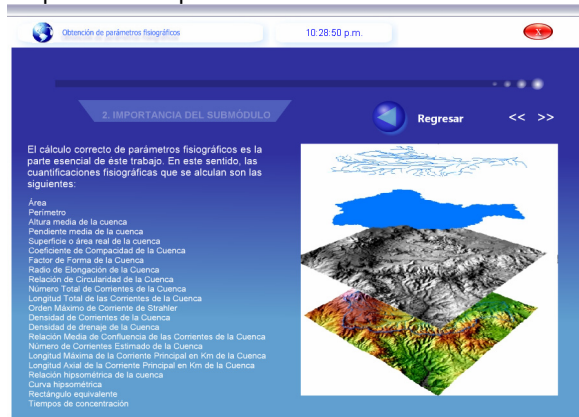 Obtención de parámetros fisiográficos
10:28:50 p.m.
X
2. IMPORTANCIA DEL SUBMÓDULO
Regresar
<< >>
El cálculo correcto de parámetros fisiográficos es la
parte esencial de éste trabajo. En este sentido, las
cuantificaciones fisiográficas que se alculan son las
siguientes:
Área
Perímetro
Altura media de la cuenca
Pendiente media de la cuenca
Superficie o área real de la cuenca
Coeficiente de Compacidad de la Cuenca
Factor de Forma de la Cuenca
Radio de Elongación de la Cuenca
Relación de Circularidad de la Cuenca
Número Total de Corrientes de la Cuenca
Longitud Total de las Corrientes de la Cuenca
Orden Máximo de Corriente de Strahler
Densidad de Corrientes de la Cuenca
Densidad de drenaje de la Cuenca
Relación Media de Confluencia de las Corrientes de la Cuenca
Número de Corrientes Estimado de la Cuenca
Longitud Máxima de la Corriente Principal en Km de la Cuenca
Longitud Axial de la Corriente Principal en Km de la Cuenca
Relación hipsométrica de la cuenca
Curva hipsométrica
Rectángulo equivalente
Tiempos de concentración